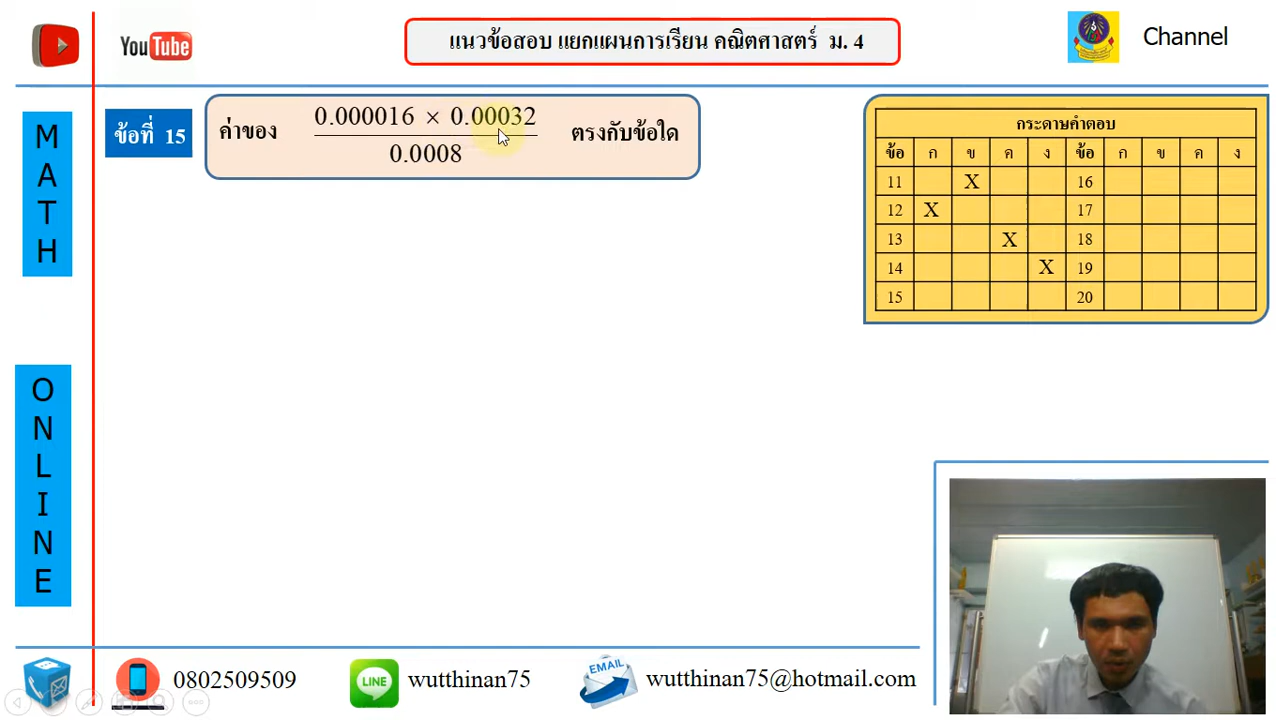 YouTube
แนวข้อสอบ แยกแผนการเรียน คณิตศาสตร์ ม. 4
Channel
MATH
ONLINE
ข้อที่ 15
ค่าของ 0.000016 × 0.00032 ตรงกับข้อใด
0.0008
กระดาษคำตอบ
ข้อ ก ข ค ง ข้อ ก ข ค ง
11 X 16
12 X 17
13 X 18
14 X 19
15 20
0802509509
LINE
wutthinan75
EMAIL
wutthinan75@hotmail.com